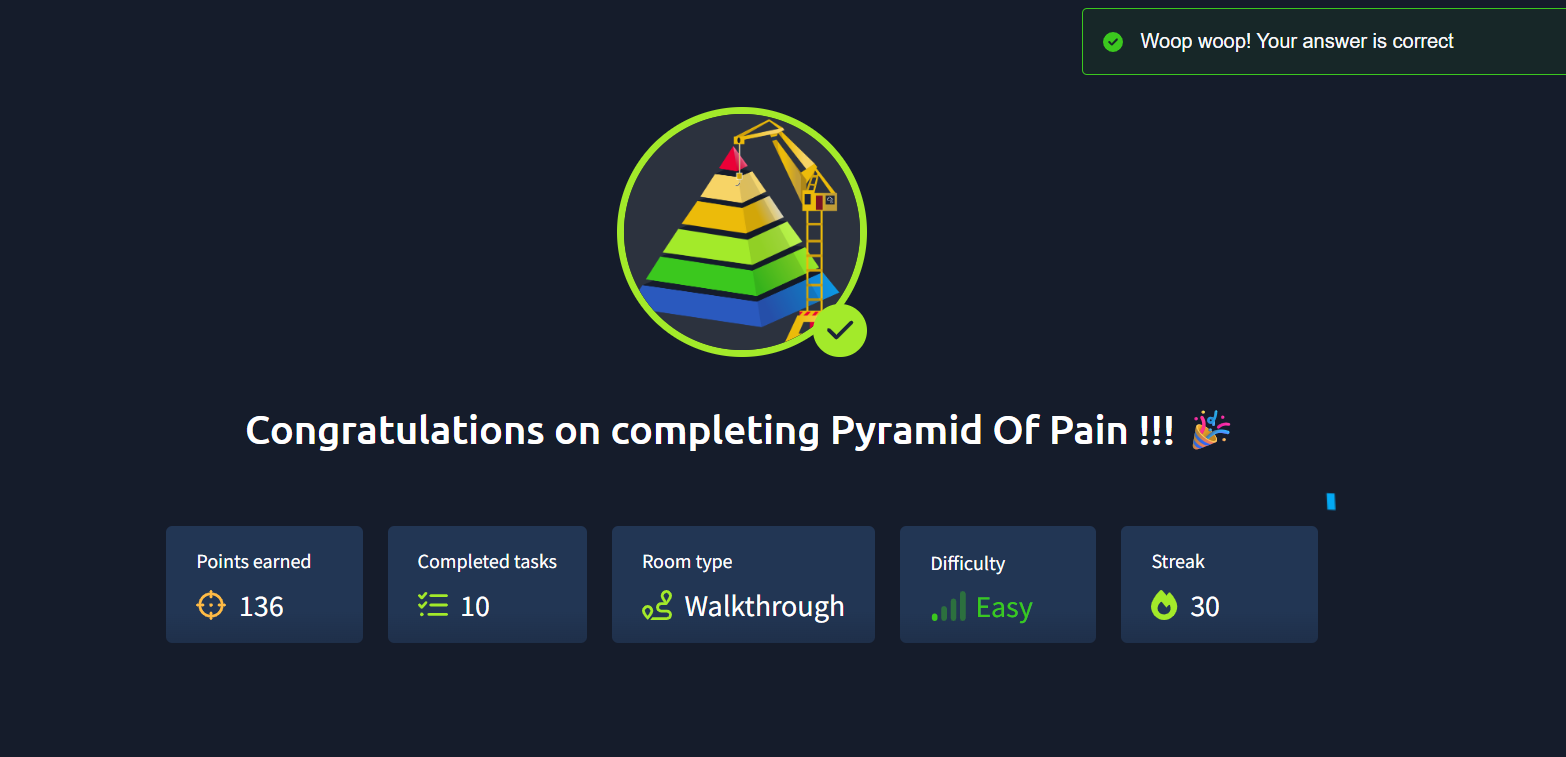 Woop woop! Your answer is correct
Congratulations on completing Pyramid Of Pain !!! 🎉
Points earned
136
Completed tasks
10
Room type
Walkthrough
Difficulty
Easy
Streak
30